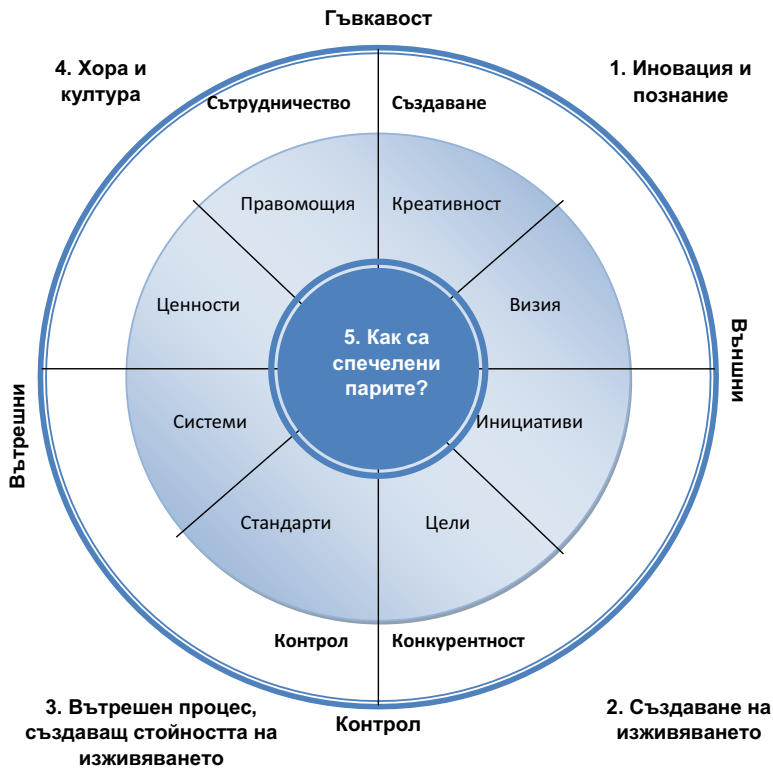 Гъвкавост
4. Хора и
култура
1. Иновация и
познание
Сътрудничество
Създаване
Правомощия
Креативност
Ценности
Визия
5. Как са
спечелени
парите?
Вътрешни
Външни
Системи
Инициативи
Стандарти
Цели
Контрол
Конкурентност
3. Вътрешен процес,
създаващ стойността на
изживяването
Контрол
2. Създаване на
изживяването